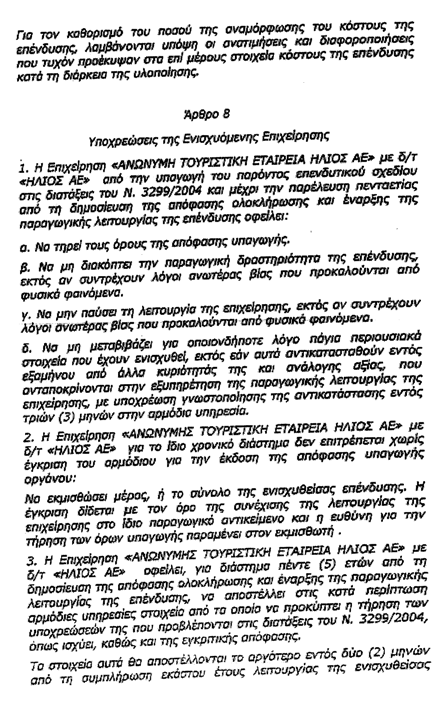 Για τον καθορισμό του ποσού της αναμόρφωσης του κόστους της
επένδυσης, λαμβάνονται υπόψη οι ανατιμήσεις και διαφοροποιήσεις
που τυχόν προέκυψαν στα επί μέρους στοιχεία κόστους της επένδυσης
κατά τη διάρκεια της υλοποίησης.
Άρθρο 8
Υποχρεώσεις της Ενισχυόμενης Επιχείρησης
1. Η Επιχείρηση «ΑΝΩΝΥΜΗ ΤΟΥΡΙΣΤΙΚΗ ΕΤΑΙΡΕΙΑ ΗΛΙΟΣ ΑΕ» με δ/τ
«ΗΛΙΟΣ ΑΕ» από την υπαγωγή του παρόντος επενδυτικού σχεδίου
στις διατάξεις του Ν. 3299/2004 και μέχρι την παρέλευση πενταετίας
από τη δημοσίευση της απόφασης ολοκλήρωσης και έναρξης της
παραγωγικής λειτουργίας της επένδυσης οφείλει:
α. Να τηρεί τους όρους της απόφασης υπαγωγής.
β. Να μη διακόπτει την παραγωγική δραστηριότητα της επένδυσης,
εκτός αν συντρέχουν λόγοι ανωτέρας βίας που προκαλούνται από
φυσικά φαινόμενα.
γ. Να μην παύσει τη λειτουργία της επιχείρησης, εκτός αν συντρέχουν
λόγοι ανωτέρας βίας που προκαλούνται από φυσικά φαινόμενα.
δ. Να μη μεταβιβάζει για οποιονδήποτε λόγο πάγια περιουσιακά
στοιχεία που έχουν ενισχυθεί, εκτός εάν αυτά αντικατασταθούν εντός
εξαμήνου από άλλα κυριότητάς της και ανάλογης αξίας, που
ανταποκρίνονται στην εξυπηρέτηση της παραγωγικής λειτουργίας της
επιχείρησης, με υποχρέωση γνωστοποίησης της αντικατάστασης εντός
τριών (3) μηνών στην αρμόδια υπηρεσία.
2. Η Επιχείρηση «ΑΝΩΝΥΜΗΣ ΤΟΥΡΙΣΤΙΚΗ ΕΤΑΙΡΕΙΑ ΗΛΙΟΣ ΑΕ» με
δ/τ «ΗΛΙΟΣ ΑΕ» για το ίδιο χρονικό διάστημα δεν επιτρέπεται χωρίς
έγκριση του αρμόδιου για την έκδοση της απόφασης υπαγωγής
οργάνου:
Να εκμισθώσει μέρος, ή το σύνολο της ενισχυθείσας επένδυσης. Η
έγκριση δίδεται με τον όρο της συνέχισης της λειτουργίας της
επιχείρησης στο ίδιο παραγωγικό αντικείμενο και η ευθύνη για την
τήρηση των όρων υπαγωγής παραμένει στον εκμισθωτή .
3. Η Επιχείρηση «ΑΝΩΝΥΜΗΣ ΤΟΥΡΙΣΤΙΚΗ ΕΤΑΙΡΕΙΑ ΗΛΙΟΣ ΑΕ» με
δ/τ «ΗΛΙΟΣ ΑΕ» οφείλει, για διάστημα πέντε (5) ετών από τη
δημοσίευση της απόφασης ολοκλήρωσης και έναρξης της παραγωγικής
λειτουργίας της επένδυσης, να αποστέλλει στις κατά περίπτωση
αρμόδιες υπηρεσίες στοιχεία από τα οποία να προκύπτει η τήρηση των
υποχρεώσεών της που προβλέπονται στις διατάξεις του Ν. 3299/2004,
όπως ισχύει, καθώς και της εγκριτικής απόφασης.
Τα στοιχεία αυτά θα αποστέλλονται το αργότερο εντός δύο (2) μηνών
από τη συμπλήρωση εκάστου έτους λειτουργίας της ενισχυθείσας